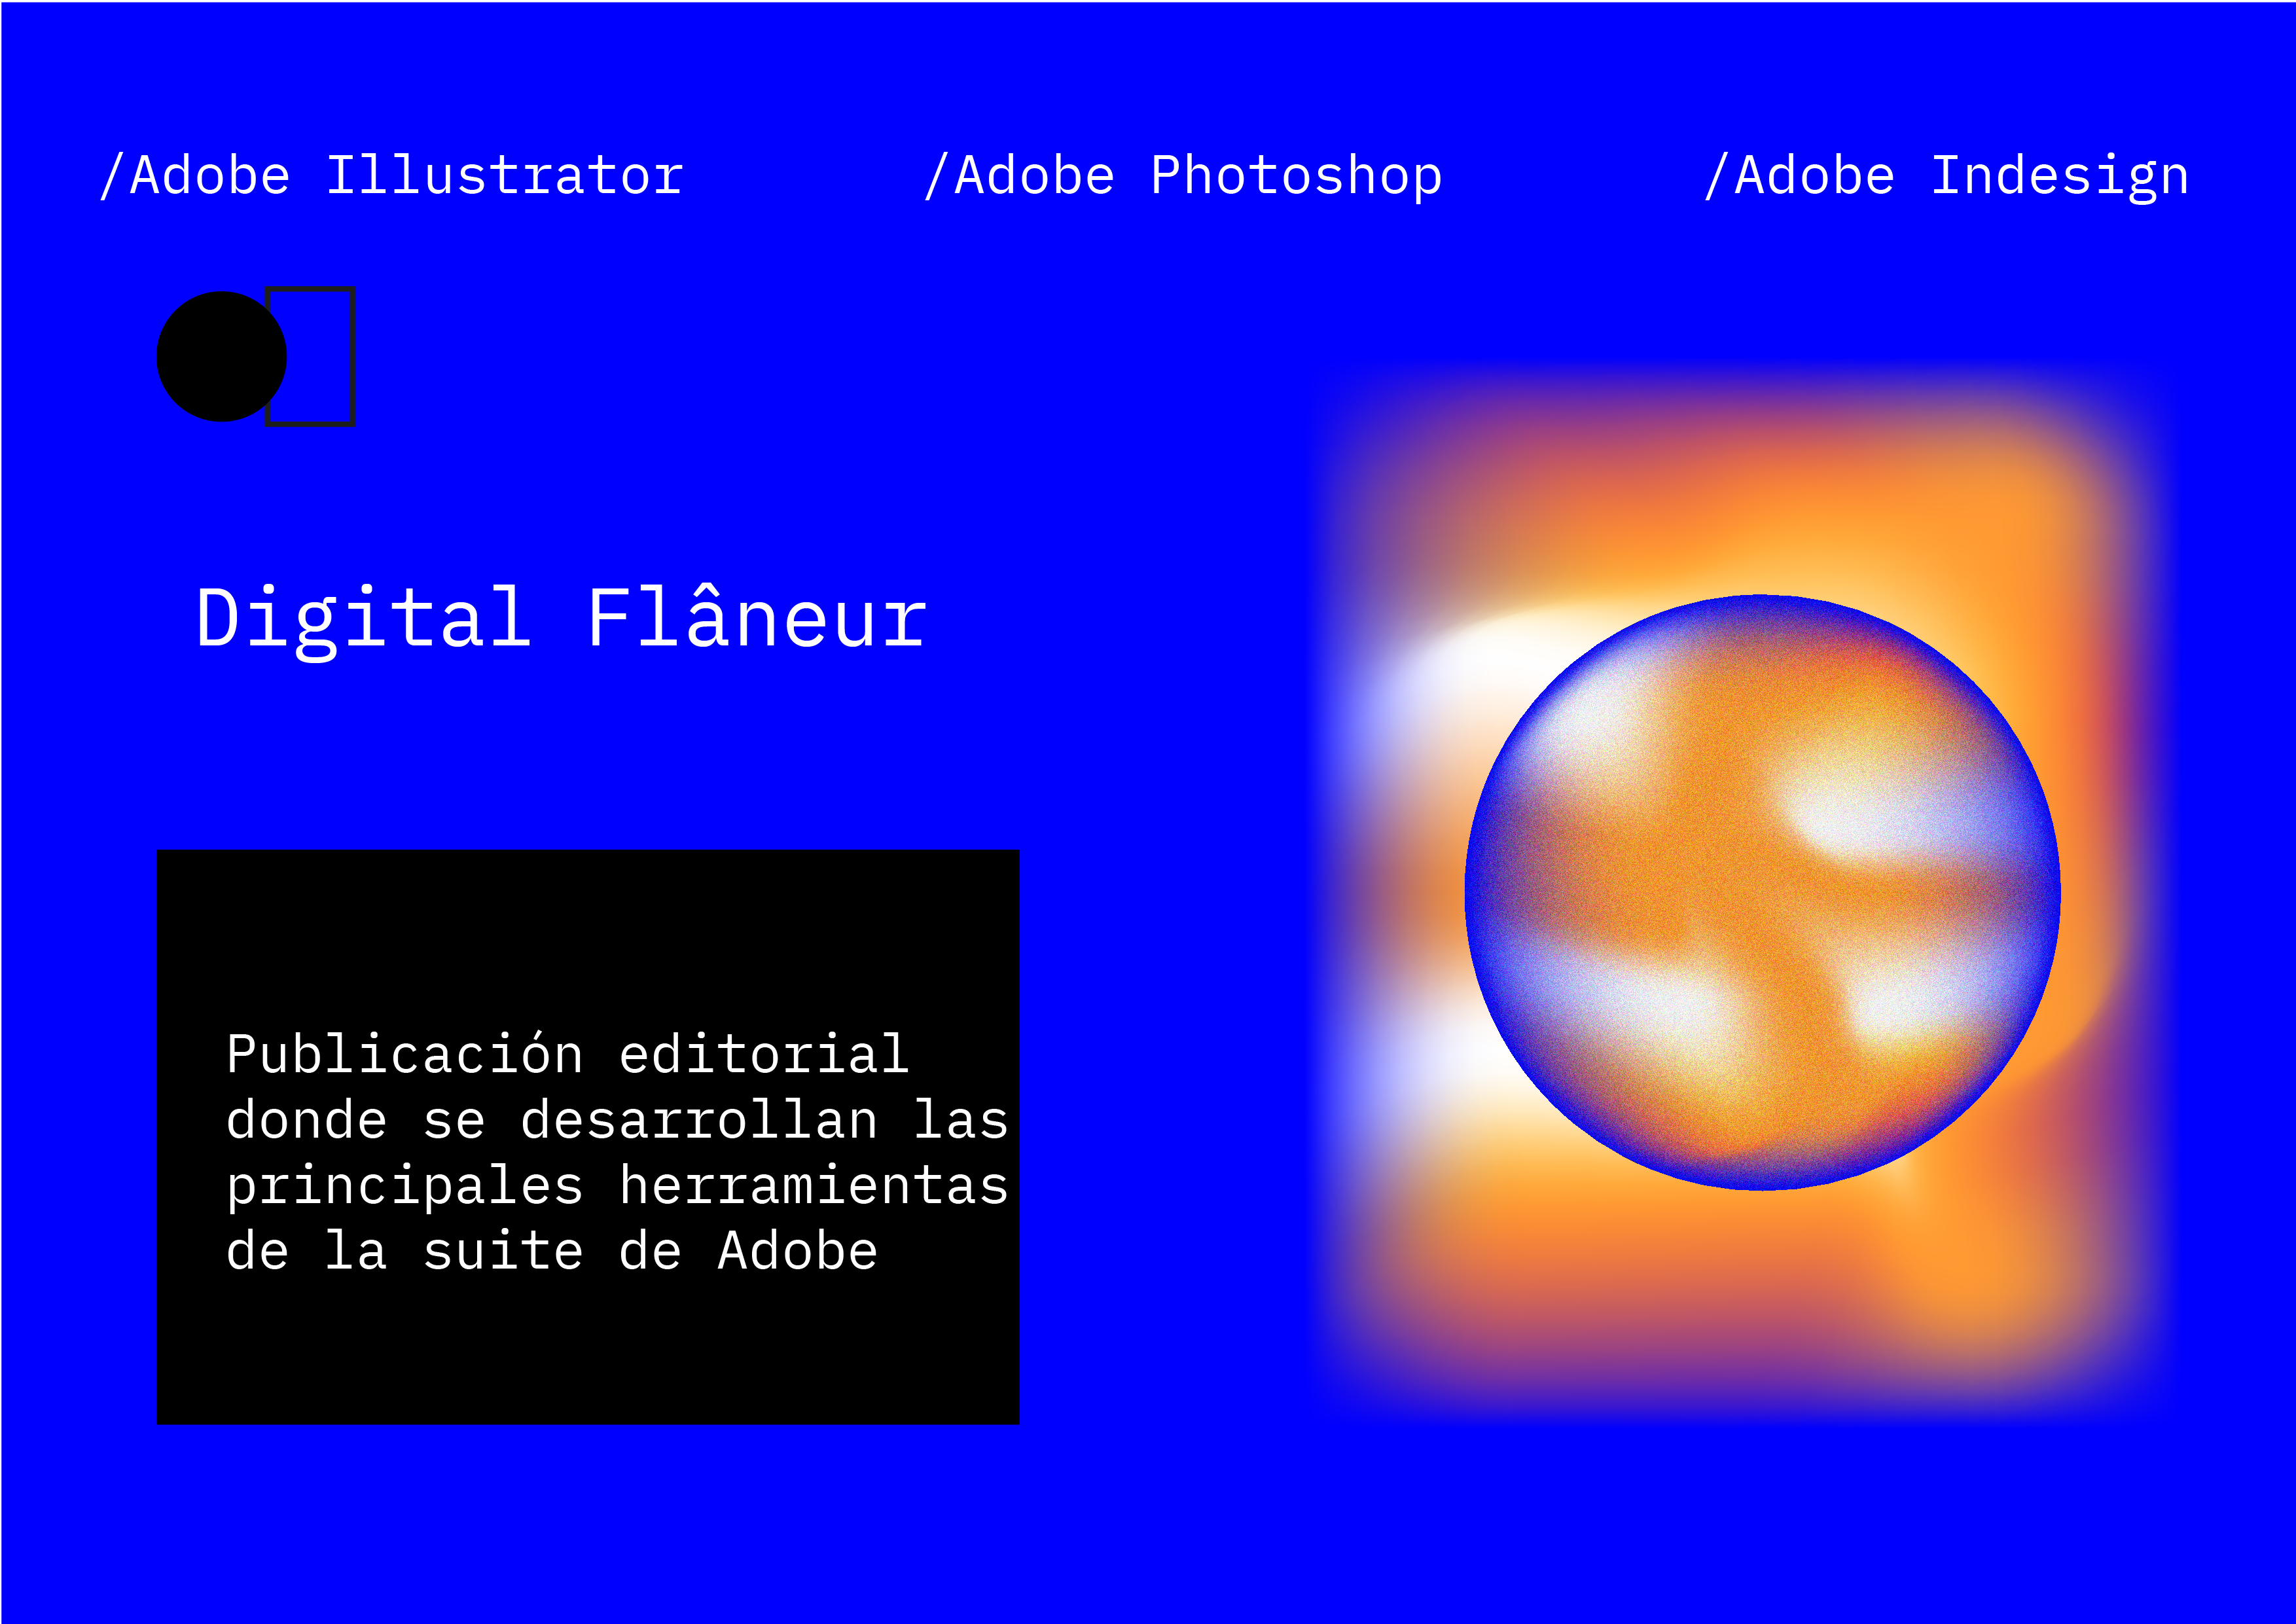 /Adobe Illustrator
/Adobe Photoshop
/Adobe Indesign
Digital Flâneur
Publicación editorial
donde se desarrollan las
principales herramientas
de la suite de Adobe